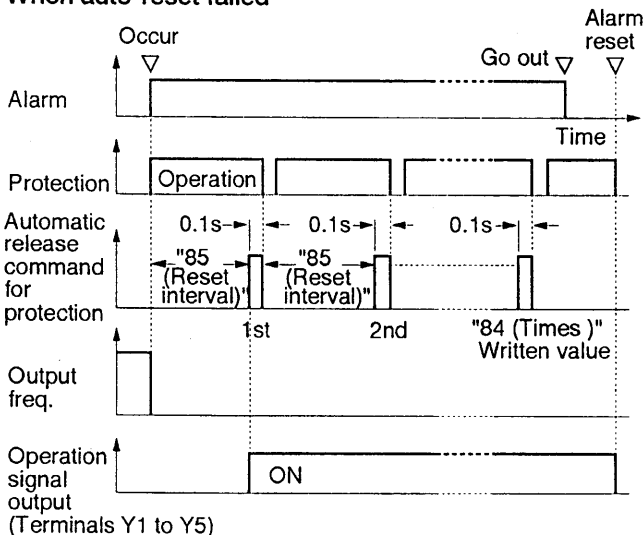 When auto reset failed
Occur
Go out
Alarm
reset
Alarm
Time
Protection
Operation
Automatic
release
command
for
protection
0.1s
0.1s
0.1s
"85
(Reset
interval)"
"85
(Reset
interval)"
1st
2nd
"84 (Times )"
Written value
Output
freq.
Operation
signal
output
(Terminals Y1 to Y5)
ON